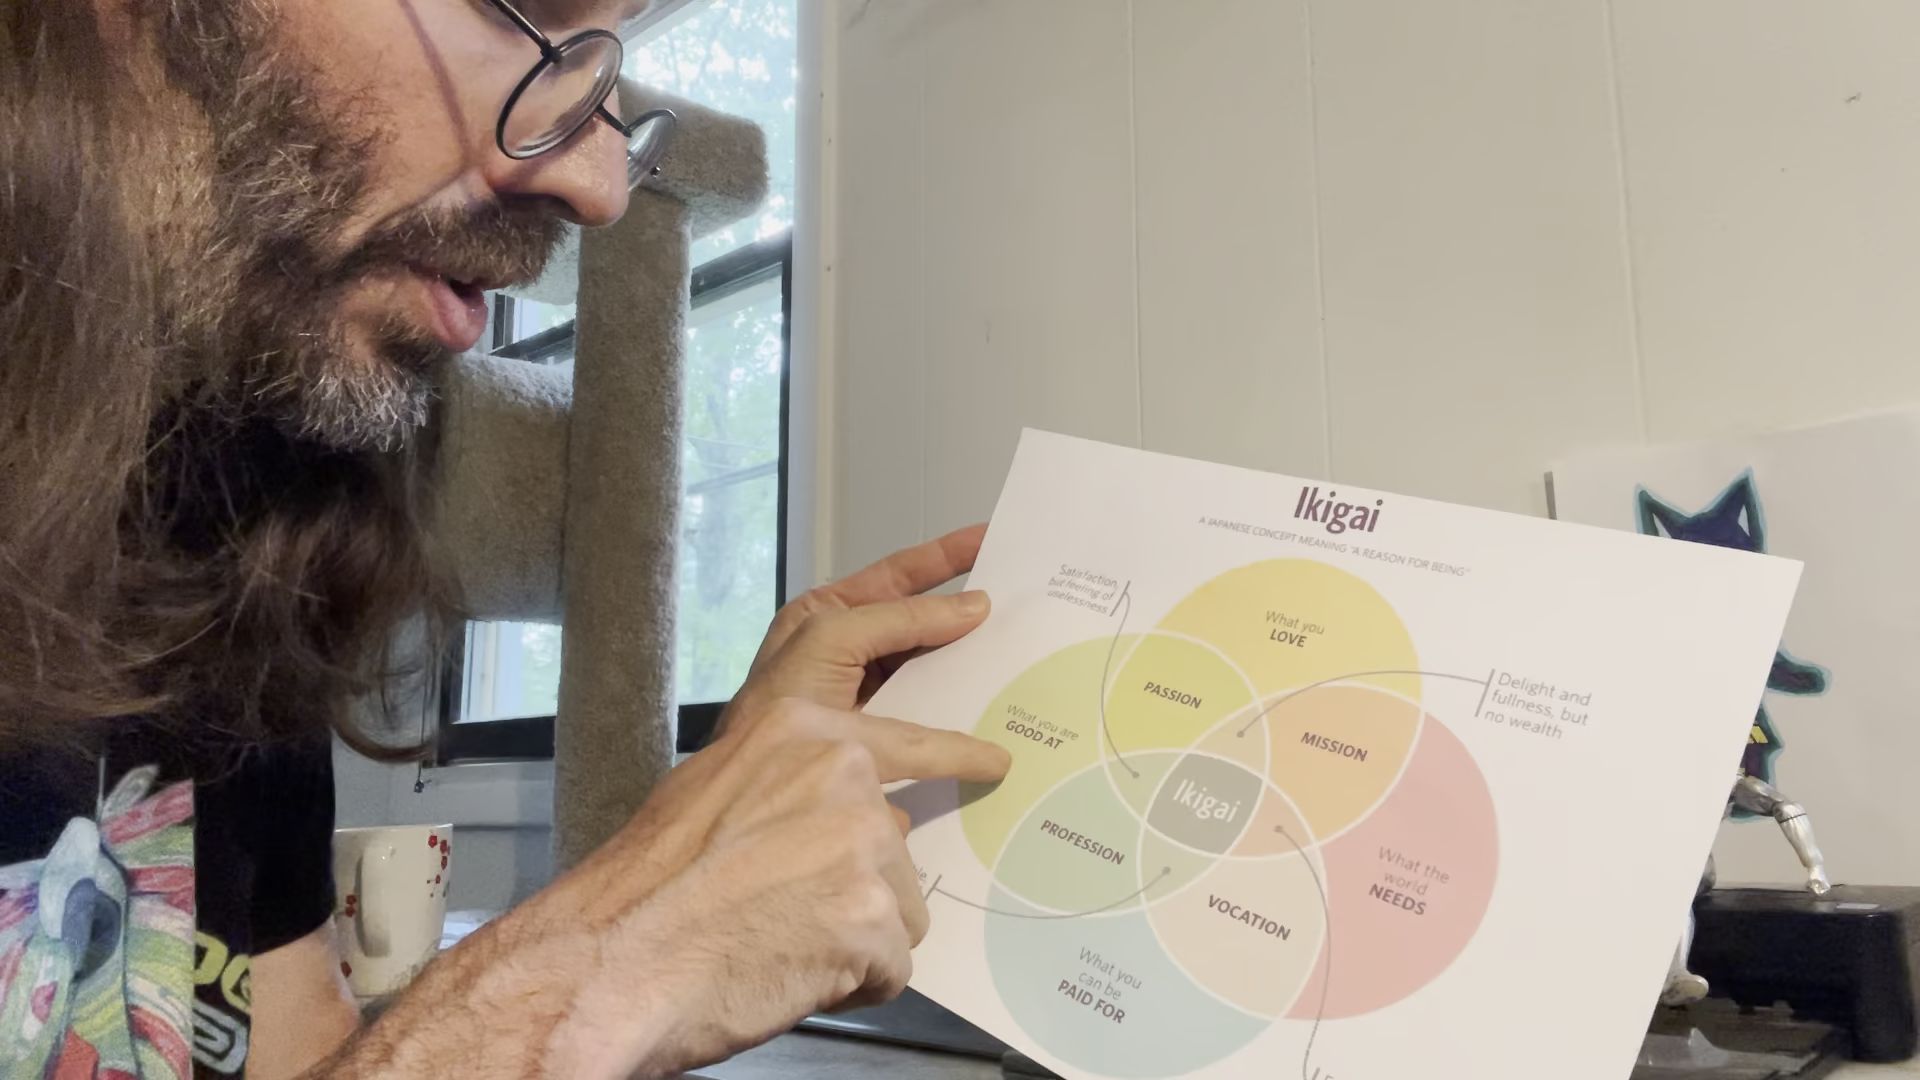 Ikigai
A JAPANESE CONCEPT MEANING "A REASON FOR BEING"
Satisfaction,
but feeling of
uselessness
What you
LOVE
Delight and
fullness, but
no wealth
PASSION
MISSION
What you are
GOOD AT
Ikigai
PROFESSION
VOCATION
What the
world
NEEDS
What you
can be
PAID FOR